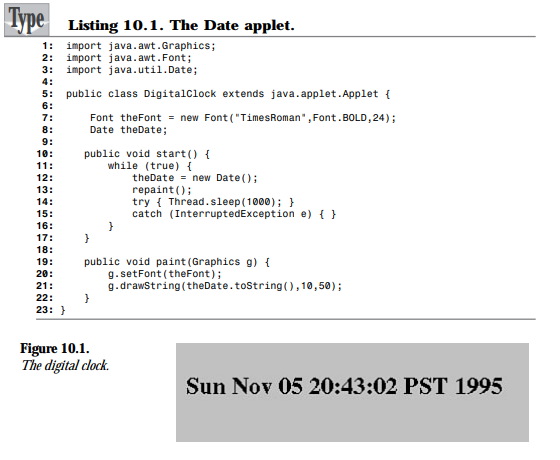 Type Listing 10.1. The Date applet.
1: import java.awt.Graphics;
2: import java.awt.Font;
3: import java.util.Date;
4:
5: public class DigitalClock extends java.applet.Applet {
6:
7: Font theFont = new Font("TimesRoman",Font.BOLD,24);
8: Date theDate;
9:
10: public void start() {
11: while (true) {
12: theDate = new Date();
13: repaint();
14: try { Thread.sleep(1000); }
15: catch (InterruptedException e) { }
16: }
17: }
18:
19: public void paint(Graphics g) {
20: g.setFont(theFont);
21: g.drawString(theDate.toString(),10,50);
22: }
23: }
Figure 10.1.
The digital clock.
Sun Nov 05 20:43:02 PST 1995